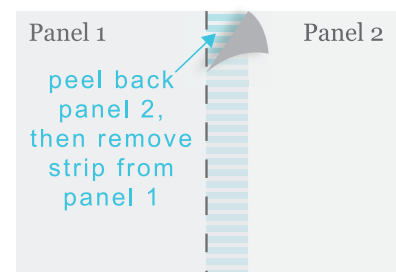 Panel 1
Panel 2
peel back
panel 2,
then remove
strip from
panel 1